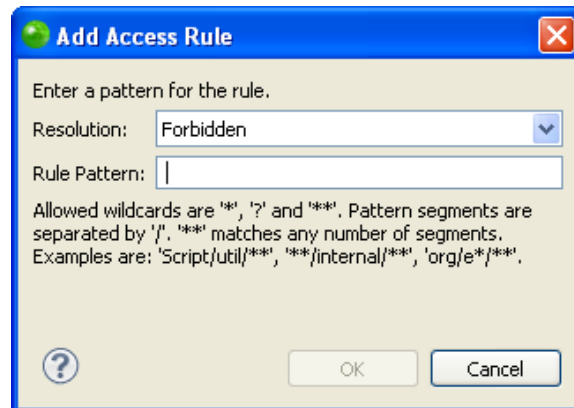 Add Access Rule
Enter a pattern for the rule.
Resolution: Forbidden
Rule Pattern:
Allowed wildcards are '*', '?' and '**'. Pattern segments are
separated by '/'. '**' matches any number of segments.
Examples are: 'Script/util/**', '**/internal/**', 'org/e*/**'.
?
OK Cancel